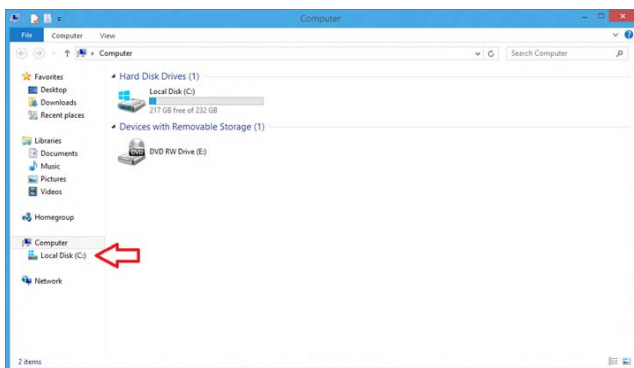 Computer
File Computer View
Computer
Search Computer
Favorites
Desktop
Downloads
Recent places
Libraries
Documents
Music
Pictures
Videos
Homegroup
Computer
Local Disk (C:)
Network
Hard Disk Drives (1)
Local Disk (C:)
217 GB free of 232 GB
Devices with Removable Storage (1)
DVD
DVD RW Drive (E:)
2 items